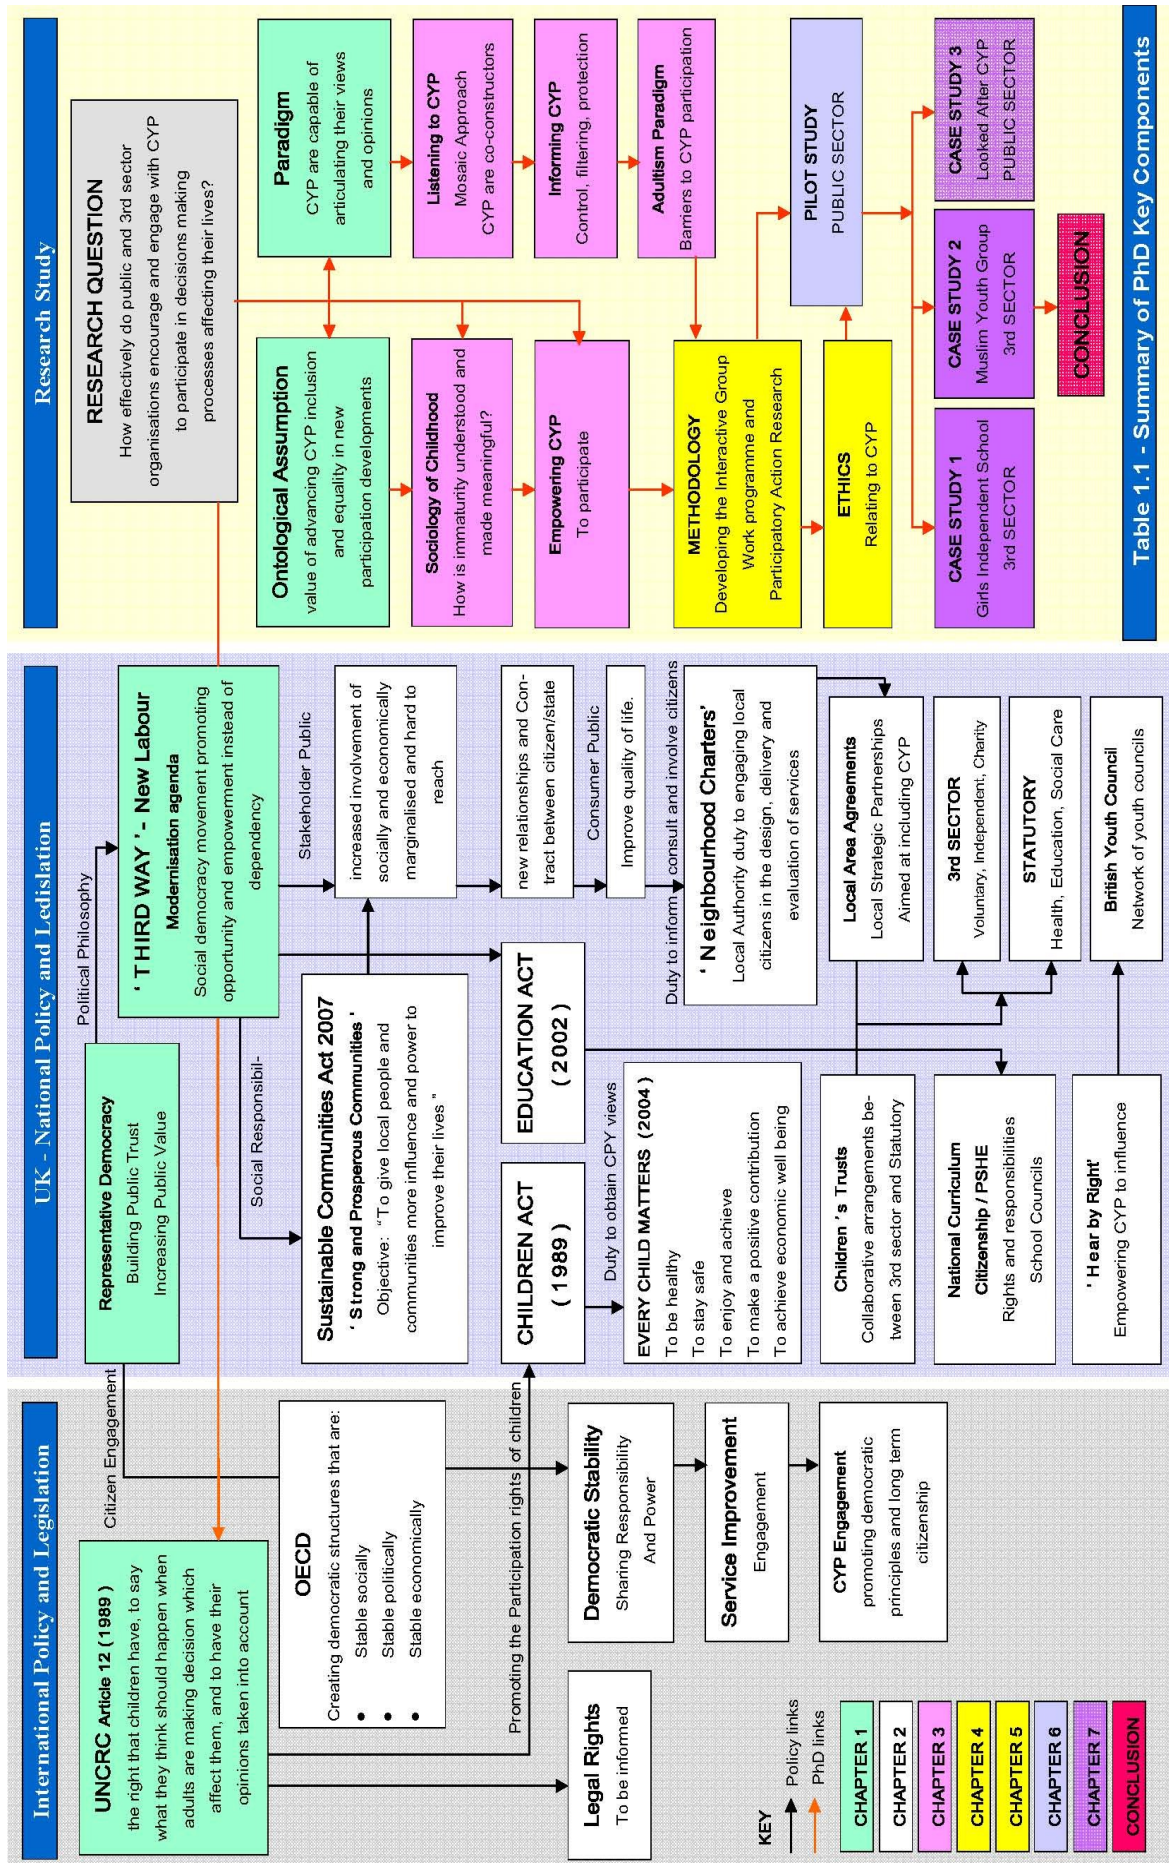 International Policy and Legislation
UNCRC Article 12 (1989)
the right that children have, to say
what they think should happen when
adults are making decision which
affect them, and to have their
opinions taken into account
Citizen Engagement
OECD
Creating democratic structures that are:
• Stable socially
• Stable politically
• Stable economically
Promoting the Participation rights of children
Legal Rights
To be informed
Democratic Stability
Sharing Responsibility
And Power
Service Improvement
Engagement
CYP Engagement
promoting democratic
principles and long term
citizenship
KEY
Policy links
PhD links
CHAPTER 1
CHAPTER 2
CHAPTER 3
CHAPTER 4
CHAPTER 5
CHAPTER 6
CHAPTER 7
CONCLUSION
UK - National Policy and Ledislation
Representative Democracy
Building Public Trust
Increasing Public Value
Political Philosophy
' THIRD WAY ' - New Labour
Modernisation agenda
Social democracy movement promoting
opportunity and empowerment instead of
dependency
Social Responsibil-
Stakeholder Public
Sustainable Communities Act 2007
' Strong and Prosperous Communities '
Objective: "To give local people and
communities more influence and power to
improve their lives "
increased involvement of
socially and economically
marginalised and hard to
reach
CHILDREN ACT
( 1989 )
EDUCATION ACT
( 2002 )
new relationships and Con-
tract between citizen/state
Consumer Public
Improve quality of life.
Duty to obtain CPY views
EVERY CHILD MATTERS (2004 )
To be healthy
To stay safe
To enjoy and achieve
To make a positive contribution
To achieve economic well being
Duty to inform consult and involve citizens
' Neighbourhood Charters'
Local Authority duty to engaging local
citizens in the design, delivery and
evaluation of services
Children ' s Trusts
Collaborative arrangements be-
tween 3rd sector and Statutory
Local Area Agreements
Local Strategic Partnerships
Aimed at including CYP
National Curriculum
Citizenship / PSHE
Rights and responsibilities
School Councils
3rd SECTOR
Voluntary, Independent, Charity
STATUTORY
Health, Education, Social Care
' Hear by Right'
Empowering CYP to influence
British Youth Council
Network of youth councils
Research Study
RESEARCH QUESTION
How effectively do public and 3rd sector
organisations encourage and engage with CYP
to participate in decisions making
processes affecting their lives?
Ontological Assumption
value of advancing CYP inclusion
and equality in new
participation developments
Paradigm
CYP are capable of
articulating their views
and opinions
Sociology of Childhood
How is immaturity understood and
made meaningful?
Listening to CYP
Mosaic Approach
CYP are co-constructors
Empowering CYP
To participate
Informing CYP
Control, filtering, protection
Adultism Paradigm
Barriers to CYP participation
METHODOLOGY
Developing the Interactive Group
Work programme and
Participatory Action Research
ETHICS
Relating to CYP
PILOT STUDY
PUBLIC SECTOR
CASE STUDY 1
Girls Independent School
3rd SECTOR
CASE STUDY 2
Muslim Youth Group
3rd SECTOR
CASE STUDY 3
Looked After CYP
PUBLIC SECTOR
CONCLUSION
Table 1.1 - Summary of PhD Key Components